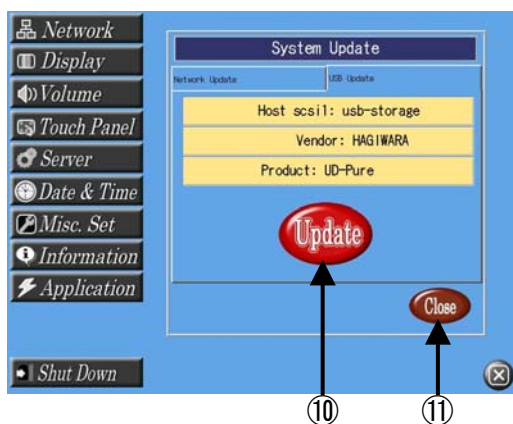 Network
Display
Volume
Touch Panel
Server
Date & Time
Misc. Set
Information
Application
Shut Down
System Update
Network Update
USB Update
Host scsi1: usb-storage
Vendor: HAGIWARA
Product: UD-Pure
Update
Close
⑩
⑪